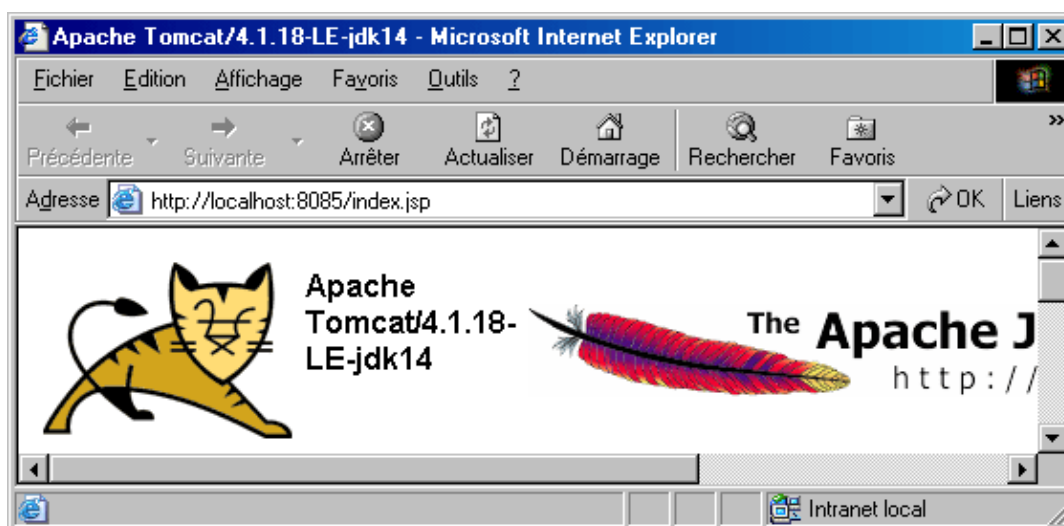 Apache Tomcat/4.1.18-LE-jdk14 - Microsoft Internet Explorer
Fichier Edition Affichage Favoris Outils ?
Précédente Suivante Arrêter Actualiser Démarrage Rechercher Favoris »
Adresse http://localhost:8085/index.jsp OK Liens
Apache
Tomcat/4.1.18-
LE-jdk14
The Apache J
http://
Intranet local